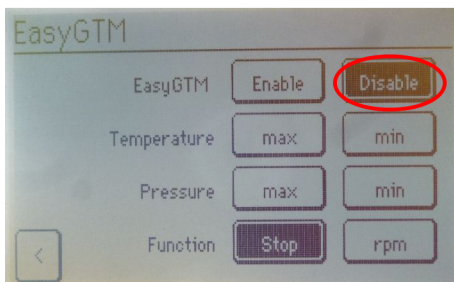 EasyGTM
EasyGTM Enable Disable
Temperature max min
Pressure max min
Function Stop rpm
<